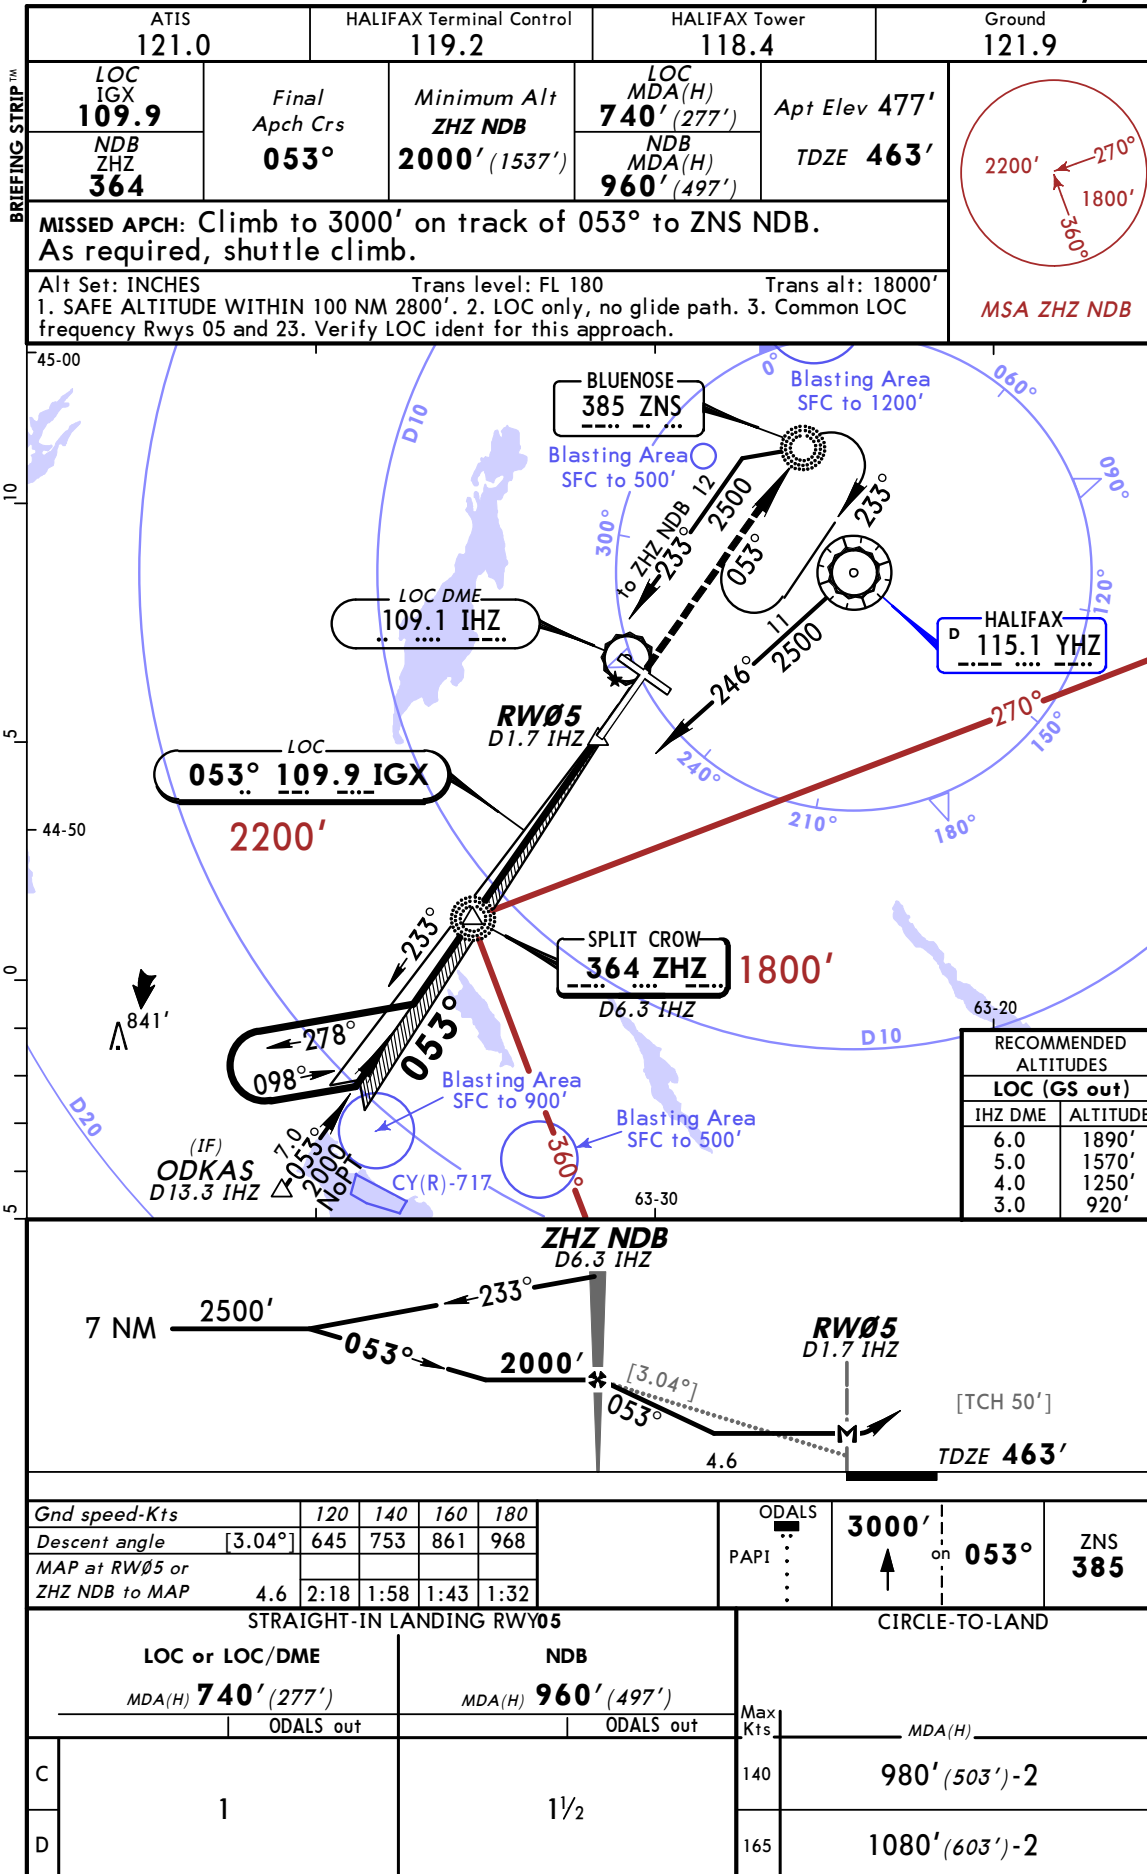 ATIS
121.0
HALIFAX Terminal Control
119.2
HALIFAX Tower
118.4
Ground
121.9
BRIEFING STRIP™
LOC
IGX
109.9
NDB
ZHZ
364
Final
Apch Crs
053°
Minimum Alt
ZHZ NDB
2000' (1537')
LOC
MDA(H)
740' (277')
NDB
MDA(H)
960' (497')
Apt Elev 477'
TDZE 463'
2200'
270°
1800'
360°
MSA ZHZ NDB
MISSED APCH: Climb to 3000' on track of 053° to ZNS NDB.
As required, shuttle climb.
Alt Set: INCHES Trans level: FL 180 Trans alt: 18000'
1. SAFE ALTITUDE WITHIN 100 NM 2800'. 2. LOC only, no glide path. 3. Common LOC
frequency Rwys 05 and 23. Verify LOC ident for this approach.
45-00
D10
BLUENOSE
385 ZNS
0°
Blasting Area
SFC to 1200'
060°
Blasting Area
SFC to 500'
090°
10
300°
to ZHZ NDB 12
233°
2500
053°
233°
120°
LOC DME
109.1 IHZ
HALIFAX
D 115.1 YHZ
11
246°
2500
RWØ5
D1.7 IHZ
270°
150°
5
LOC
053° 109.9 IGX
240°
210°
180°
2200'
44-50
233°
SPLIT CROW
364 ZHZ
D6.3 IHZ
1800'
0
841'
278°
098°
053°
63-20
D10
Blasting Area
SFC to 900'
Blasting Area
SFC to 500'
D20
(IF)
ODKAS
D13.3 IHZ
7.0
053°
2000
NoPT
CY(R)-717
360°
63-30
5
RECOMMENDED
ALTITUDES
LOC (GS out)
IHZ DME ALTITUDE
6.0 1890'
5.0 1570'
4.0 1250'
3.0 920'
ZHZ NDB
D6.3 IHZ
7 NM
2500'
233°
053°
2000'
[3.04°]
053°
RWØ5
D1.7 IHZ
M
[TCH 50']
4.6
TDZE 463'
Gnd speed-Kts 120 140 160 180
Descent angle [3.04°] 645 753 861 968
MAP at RWØ5 or
ZHZ NDB to MAP 4.6 2:18 1:58 1:43 1:32
ODALS
PAPI
3000'
on 053°
ZNS
385
STRAIGHT-IN LANDING RWY05
CIRCLE-TO-LAND
LOC or LOC/DME
NDB
MDA(H) 740' (277')
MDA(H) 960' (497')
ODALS out
ODALS out
Max
Kts
MDA(H)
C
D
1
1½
140 980' (503')-2
165 1080' (603')-2